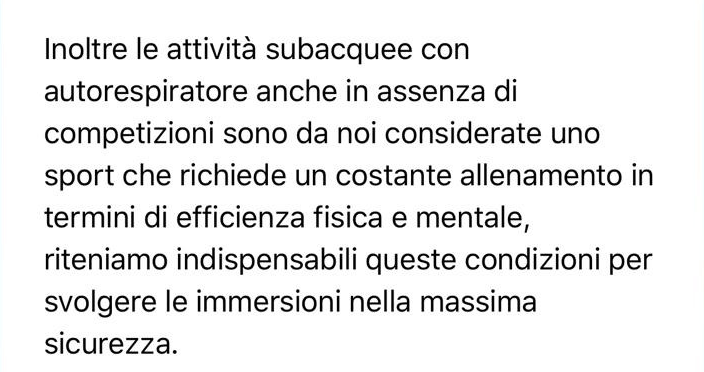 Inoltre le attività subacquee con
autorespiratore anche in assenza di
competizioni sono da noi considerate uno
sport che richiede un costante allenamento in
termini di efficienza fisica e mentale,
riteniamo indispensabili queste condizioni per
svolgere le immersioni nella massima
sicurezza.